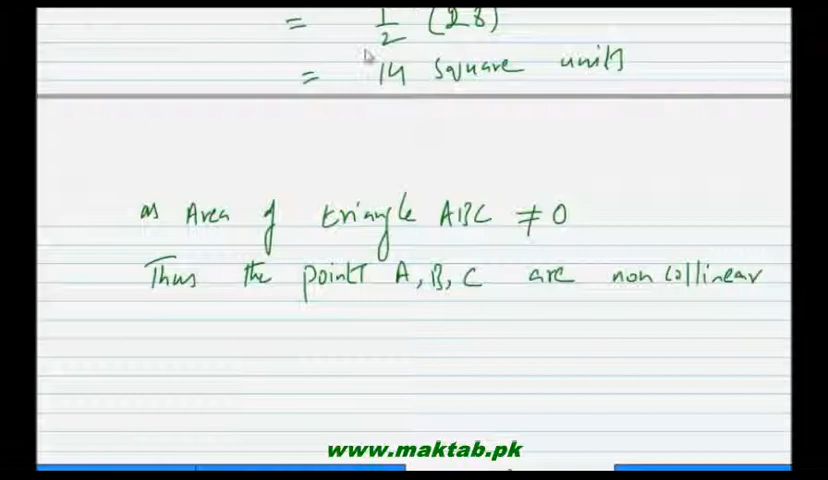 = 1/2 (28)
= 14 square units
as Area of triangle ABC ≠ 0
Thus the point A, B, C are non collinear
www.maktab.pk